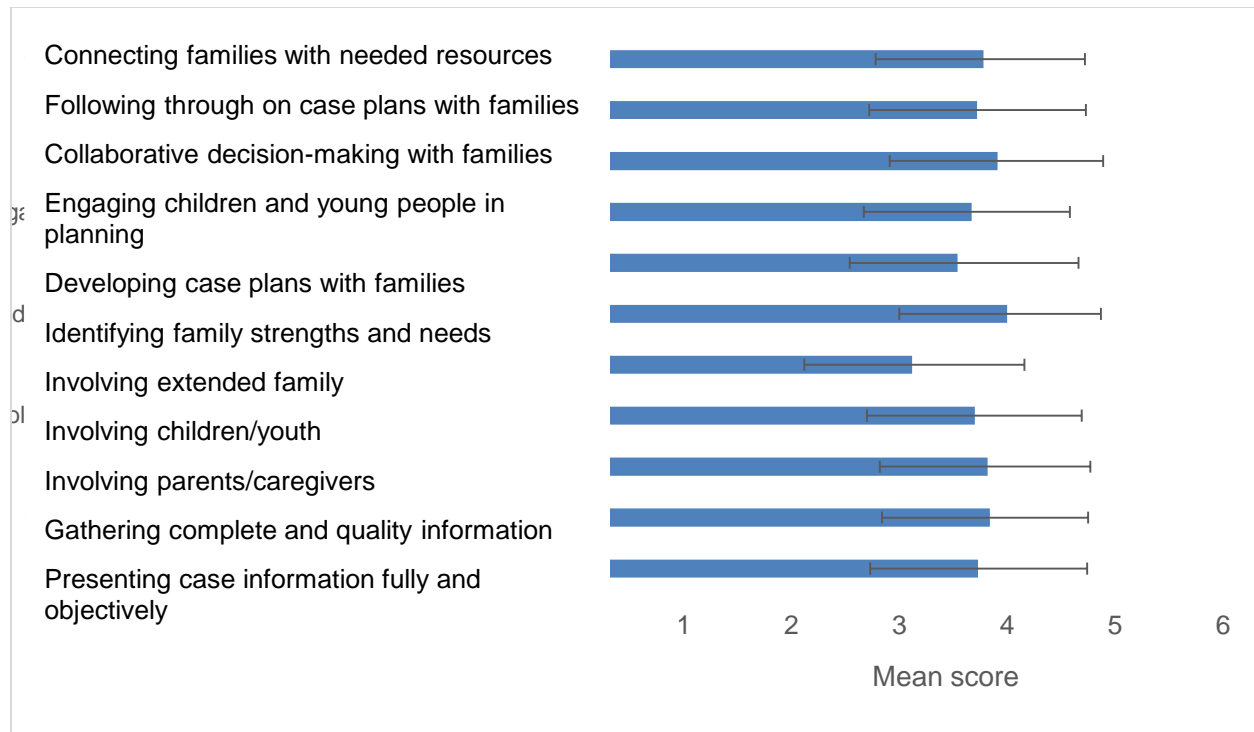 Connecting families with needed resources
Following through on case plans with families
Collaborative decision-making with families
Engaging children and young people in
planning
Developing case plans with families
Identifying family strengths and needs
Involving extended family
Involving children/youth
Involving parents/caregivers
Gathering complete and quality information
Presenting case information fully and
objectively
1 2 3 4 5 6
Mean score